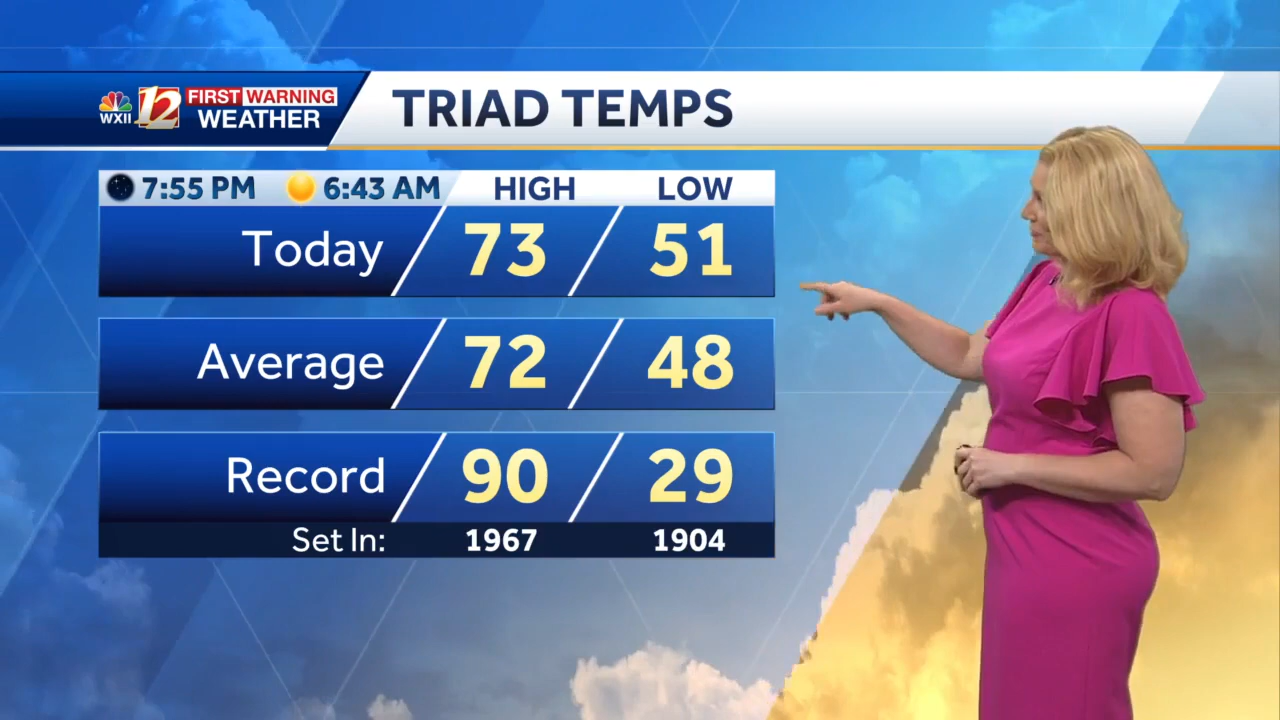 WXII 12 FIRST WARNING
WEATHER
TRIAD TEMPS
7:55 PM 6:43 AM HIGH LOW
Today 73 51
Average 72 48
Record 90 29
Set In: 1967 1904